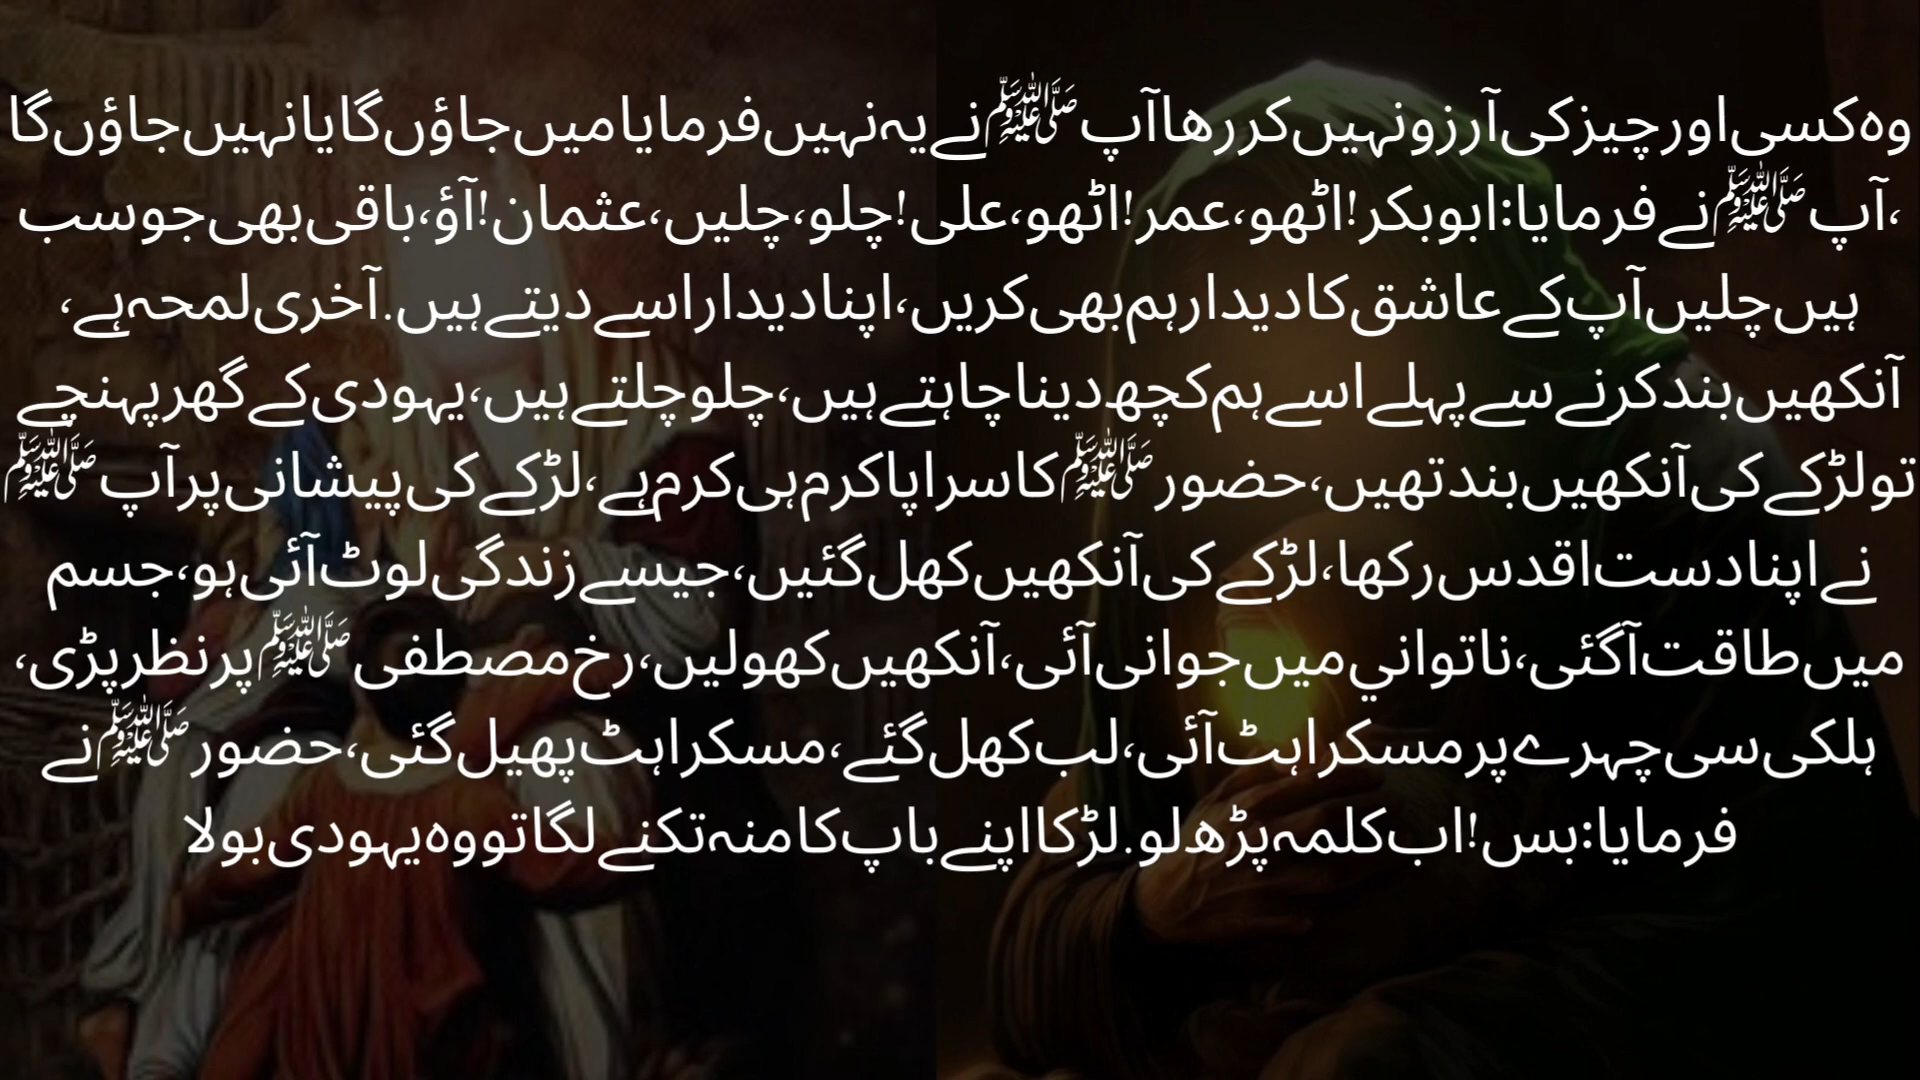 وہ کسی اور چیز کی آرزو نہیں کر رہا آپ ﷺ نے یہ نہیں فرمایا میں جاؤں گا یا نہیں جاؤں گا
،آپ ﷺ نے فرمایا: ابوبکر! اٹھو، عمر! اٹھو، علی! چلو، چلیں، عثمان! آؤ، باقی بھی جو سب
ہیں چلیں آپ کے عاشق کا دیدار ہم بھی کریں، اپنا دیدار اسے دیتے ہیں. آخری لمحہ ہے،
آنکھیں بند کرنے سے پہلے اسے ہم کچھ دینا چاہتے ہیں، چلو چلتے ہیں، یہودی کے گھر پہنچے
تو لڑکے کی آنکھیں بند تھیں، حضور ﷺ کا سراپا کرم ہی کرم ہے، لڑکے کی پیشانی پر آپ ﷺ
نے اپنا دست اقدس رکھا، لڑکے کی آنکھیں کھل گئیں، جیسے زندگی لوٹ آئی ہو، جسم
میں طاقت آگئی، ناتواني میں جوانی آئی، آنکھیں کھولیں، رخ مصطفی ﷺ پر نظر پڑی،
ہلکی سی چہرے پر مسکراہٹ آئی، لب کھل گئے، مسکراہٹ پھیل گئی، حضور ﷺ نے
فرمایا: بس! اب کلمہ پڑھ لو. لڑکا اپنے باپ کا منہ تکنے لگا تو وہ یہودی بولا